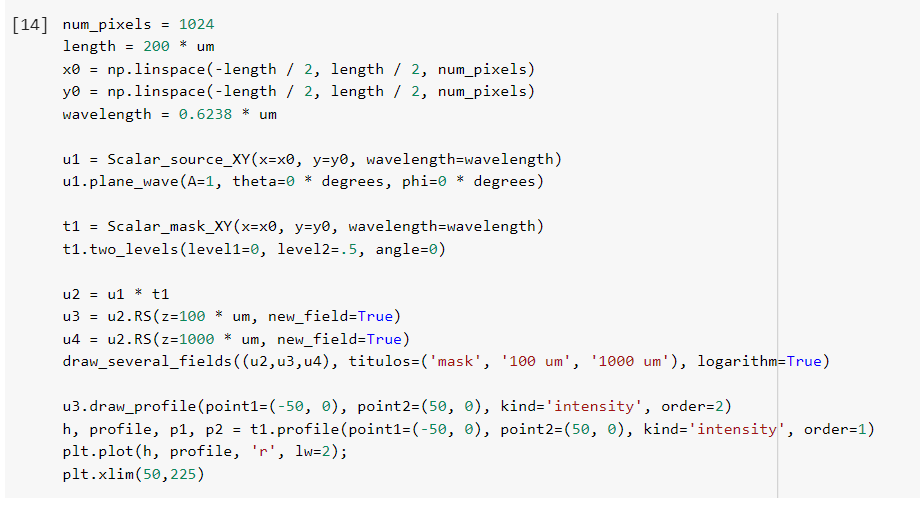 [14] num_pixels = 1024
length = 200 * um
x0 = np.linspace(-length / 2, length / 2, num_pixels)
y0 = np.linspace(-length / 2, length / 2, num_pixels)
wavelength = 0.6238 * um
u1 = Scalar_source_XY(x=x0, y=y0, wavelength=wavelength)
u1.plane_wave(A=1, theta=0 * degrees, phi=0 * degrees)
t1 = Scalar_mask_XY(x=x0, y=y0, wavelength=wavelength)
t1.two_levels(level1=0, level2=.5, angle=0)
u2 = u1 * t1
u3 = u2.RS(z=100 * um, new_field=True)
u4 = u2.RS(z=1000 * um, new_field=True)
draw_several_fields((u2,u3,u4), titulos=('mask', '100 um', '1000 um'), logarithm=True)
u3.draw_profile(point1=(-50, 0), point2=(50, 0), kind='intensity', order=2)
h, profile, p1, p2 = t1.profile(point1=(-50, 0), point2=(50, 0), kind='intensity', order=1)
plt.plot(h, profile, 'r', lw=2);
plt.xlim(50,225)